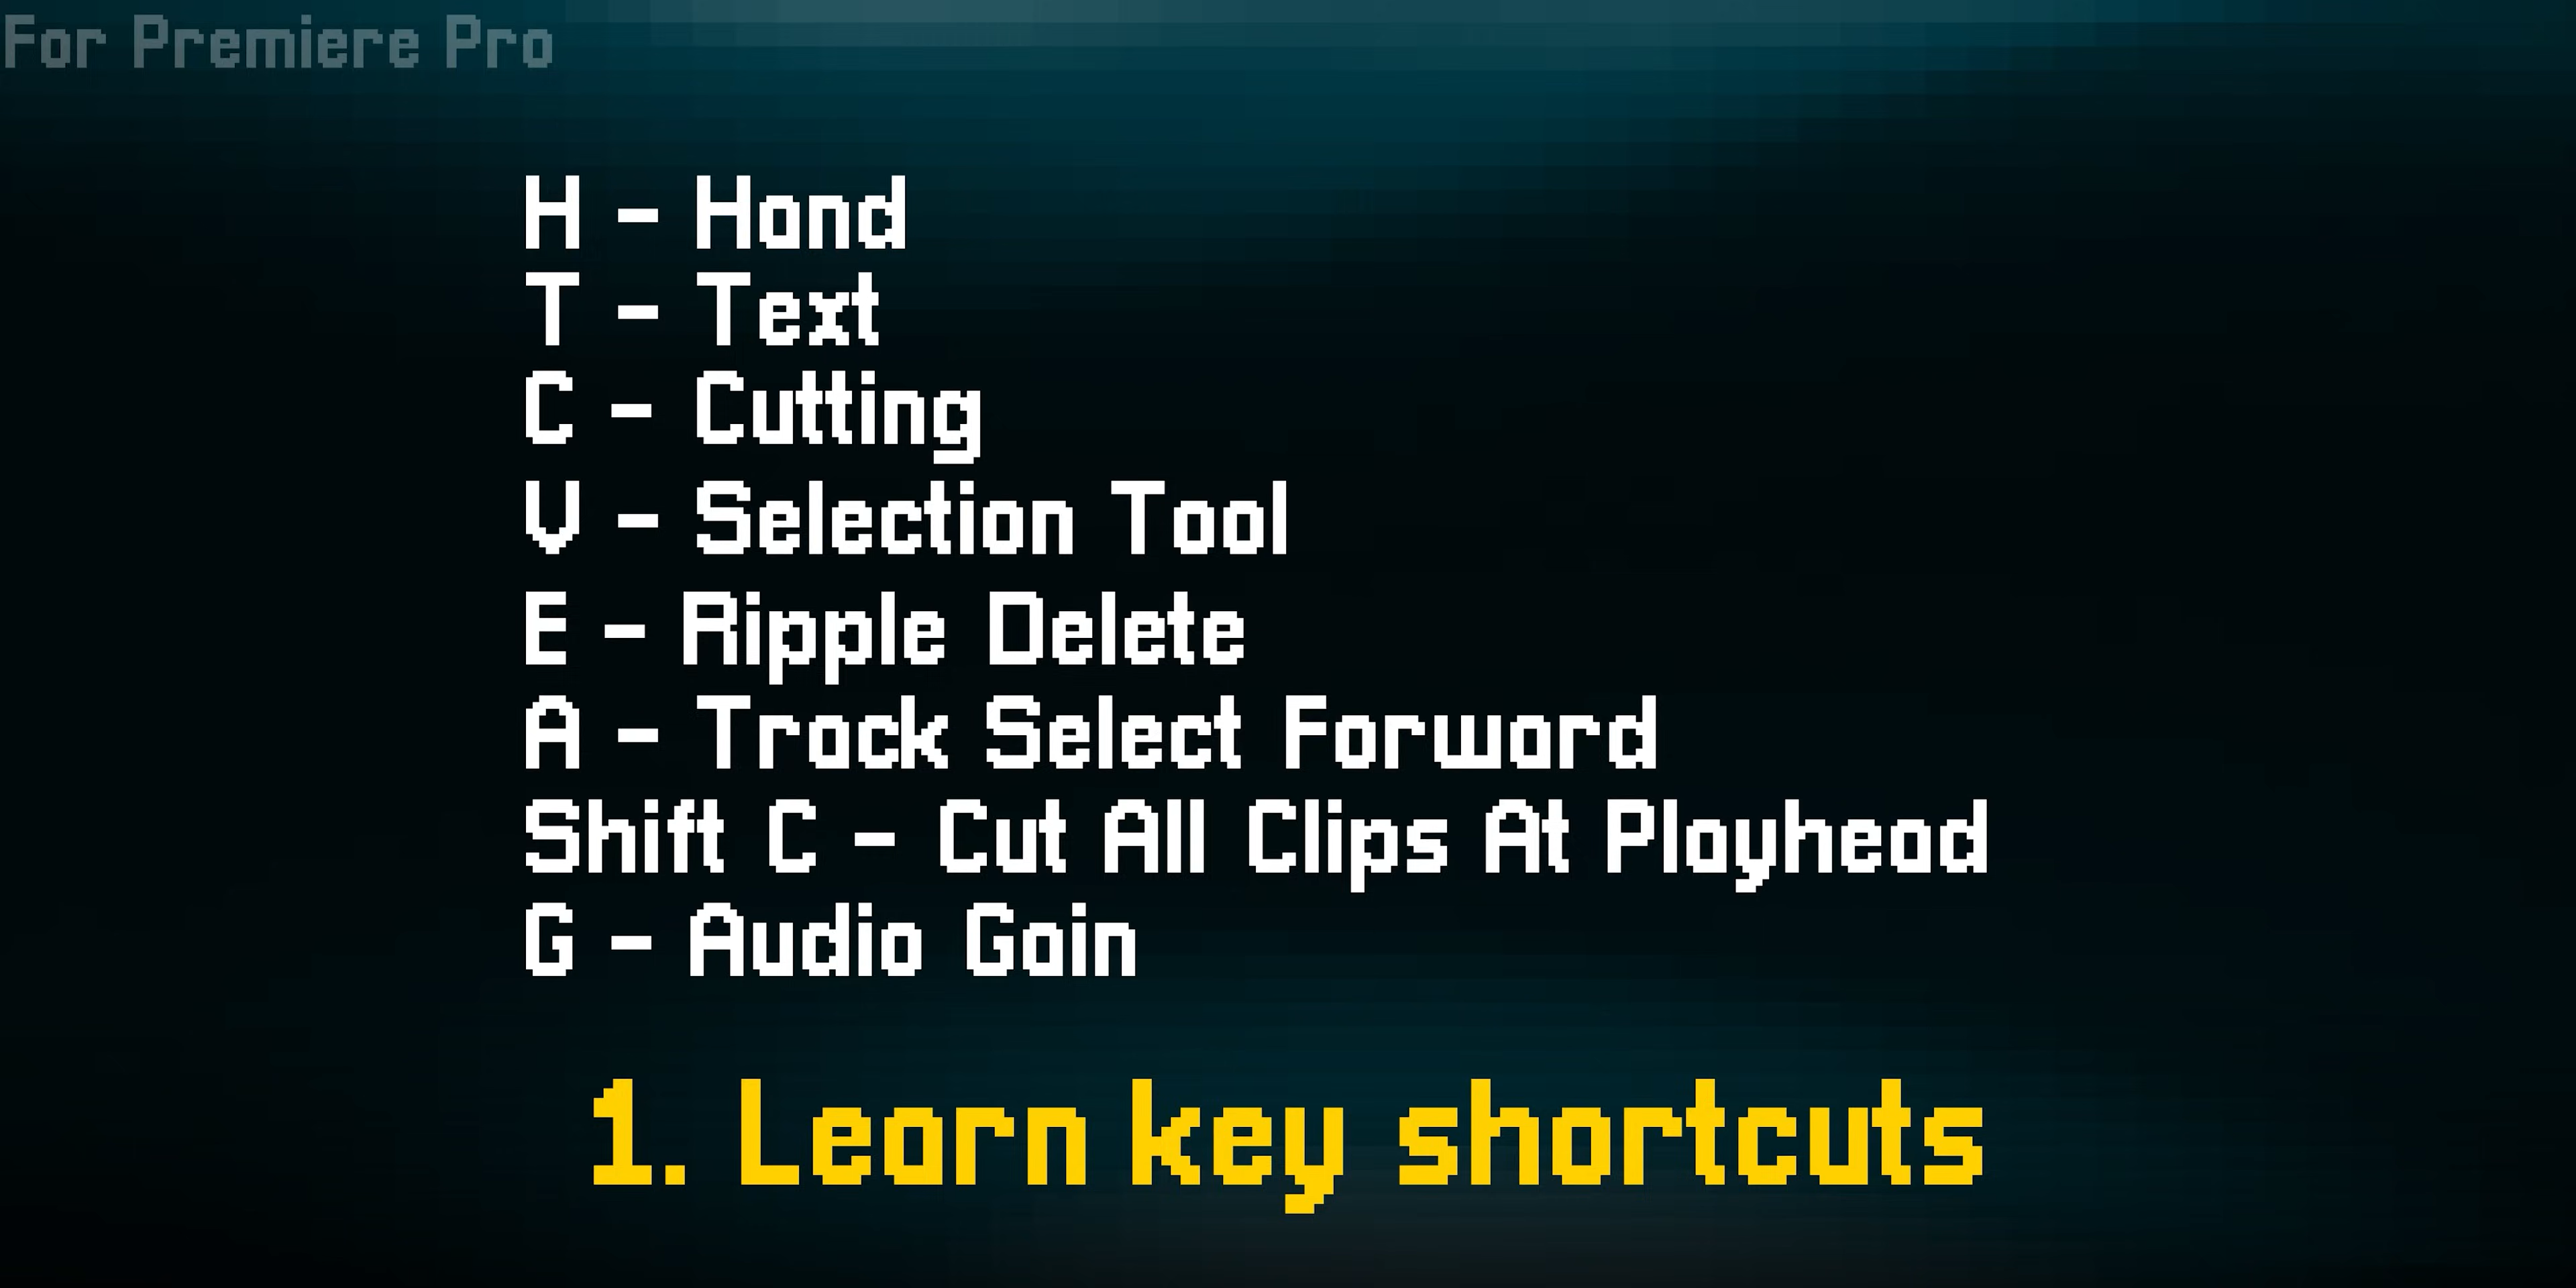 For Premiere Pro
H - Hand
T - Text
C - Cutting
V - Selection Tool
E - Ripple Delete
A - Track Select Forward
Shift C - Cut All Clips At Playhead
G - Audio Gain
1. Learn key shortcuts